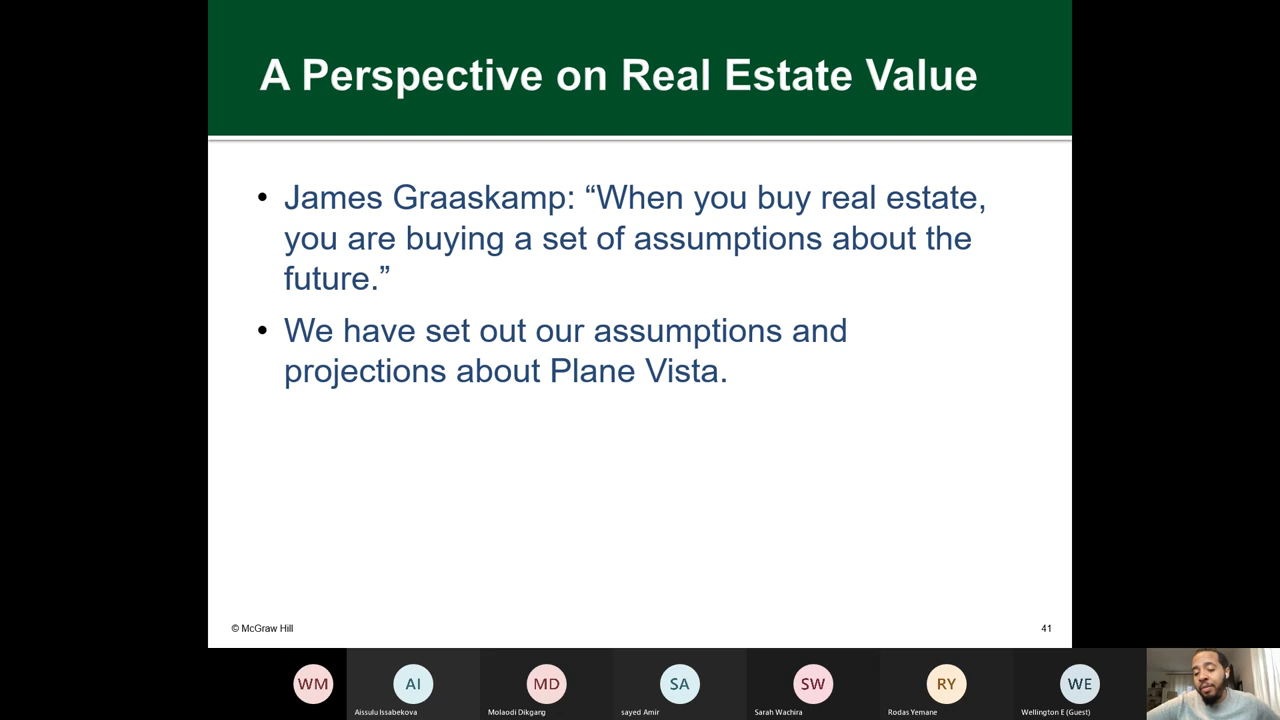 A Perspective on Real Estate Value
• James Graaskamp: “When you buy real estate,
you are buying a set of assumptions about the
future.”
• We have set out our assumptions and
projections about Plane Vista.
© McGraw Hill
41
WM
AI
MD
SA
SW
RY
WE
Aissulu Issabekova
Molaodi Dikgang
sayed Amir
Sarah Wachira
Rodas Yemane
Wellington E (Guest)